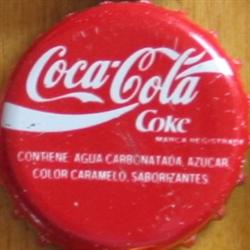 Coca-Cola
Coke
MARCA REGISTRADA
CONTIENE: AGUA CARBONATADA, AZUCAR,
COLOR CARAMELO, SABORIZANTES